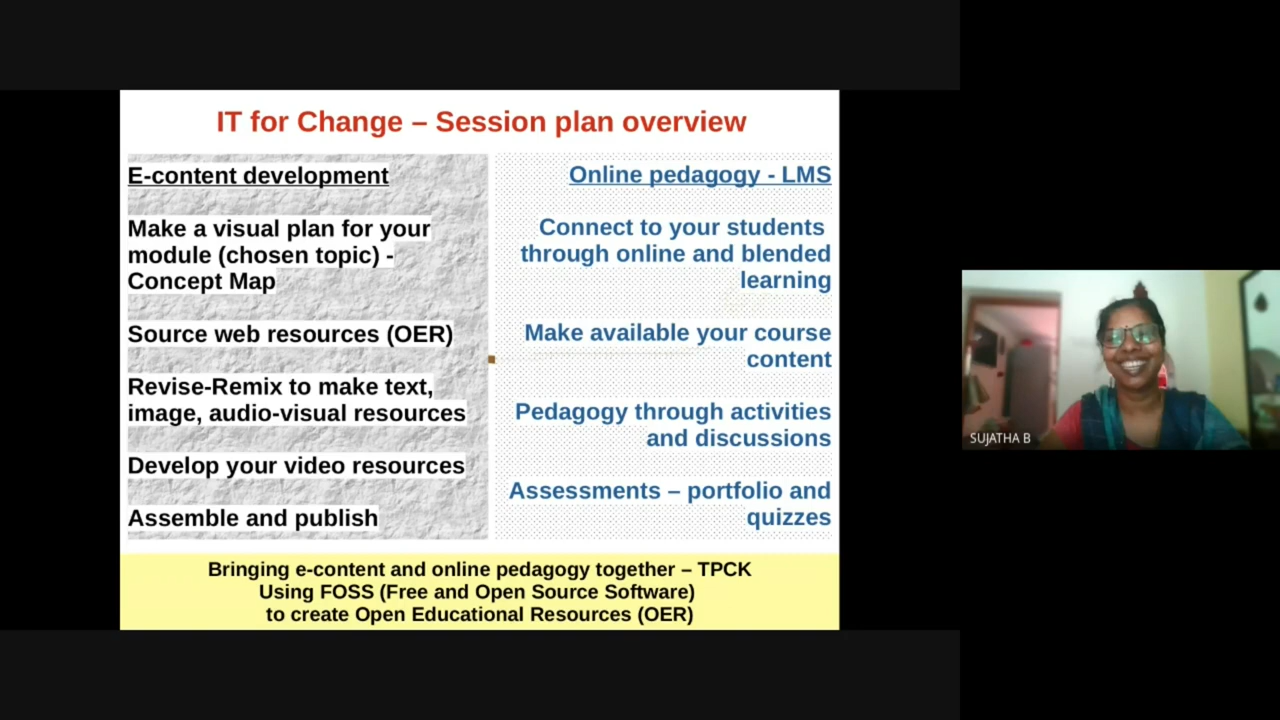 IT for Change – Session plan overview
E-content development
Make a visual plan for your
module (chosen topic) -
Concept Map
Source web resources (OER)
Revise-Remix to make text,
image, audio-visual resources
Develop your video resources
Assemble and publish
Online pedagogy - LMS
Connect to your students
through online and blended
learning
Make available your course
content
Pedagogy through activities
and discussions
Assessments – portfolio and
quizzes
Bringing e-content and online pedagogy together – TPCK
Using FOSS (Free and Open Source Software)
to create Open Educational Resources (OER)
SUJATHA B